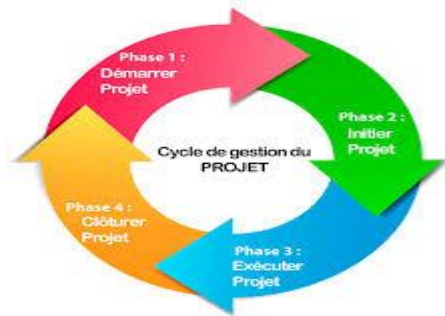 Phase 1 :
Démarrer
Projet
Phase 2 :
Initier
Projet
Cycle de gestion du
PROJET
Phase 4 :
Clôturer
Projet
Phase 3 :
Exécuter
Projet